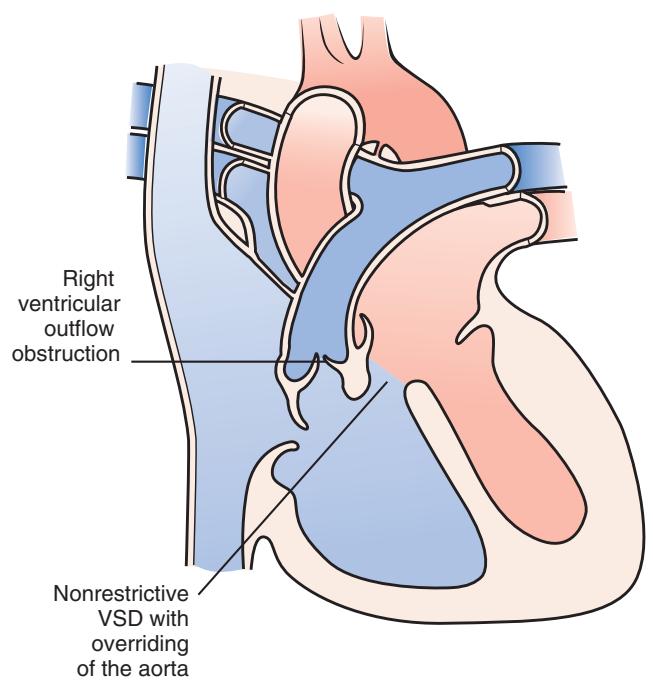 Right
ventricular
outflow
obstruction
Nonrestrictive
VSD with
overriding
of the aorta